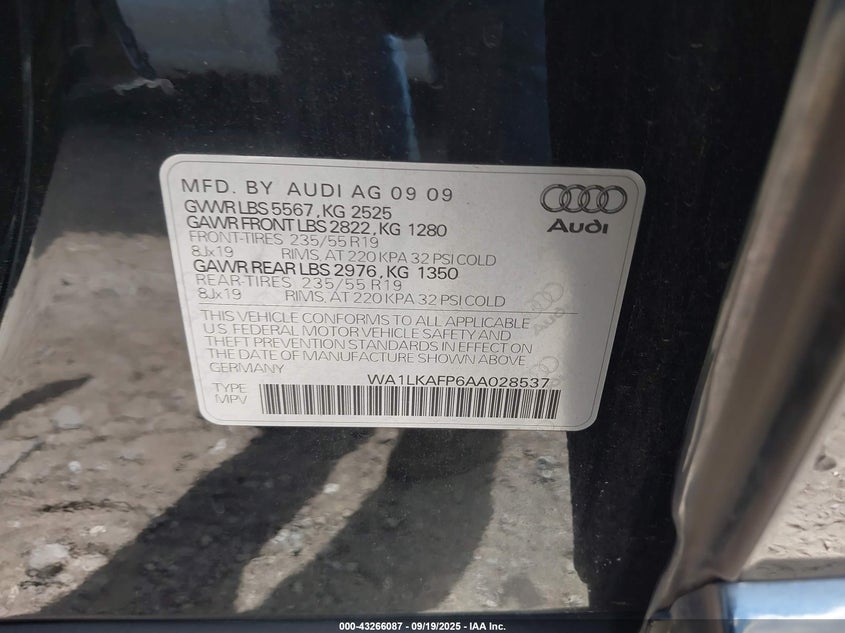 MFD. BY AUDI AG 09 09
GVWR LBS 5567, KG 2525
GAWR FRONT LBS 2822, KG 1280
FRONT-TIRES 235/55 R19
8Jx19 RIMS, AT 220 KPA 32 PSI COLD
GAWR REAR LBS 2976, KG 1350
REAR-TIRES 235/55 R19
8Jx19 RIMS, AT 220 KPA 32 PSI COLD
Audi
THIS VEHICLE CONFORMS TO ALL APPLICABLE
U.S. FEDERAL MOTOR VEHICLE SAFETY AND
THEFT PREVENTION STANDARDS IN EFFECT ON
THE DATE OF MANUFACTURE SHOWN ABOVE
GERMANY
WA1LKAFP6AA028537
TYPE
MPV
000-43266087 - 09/19/2025 - IAA Inc.